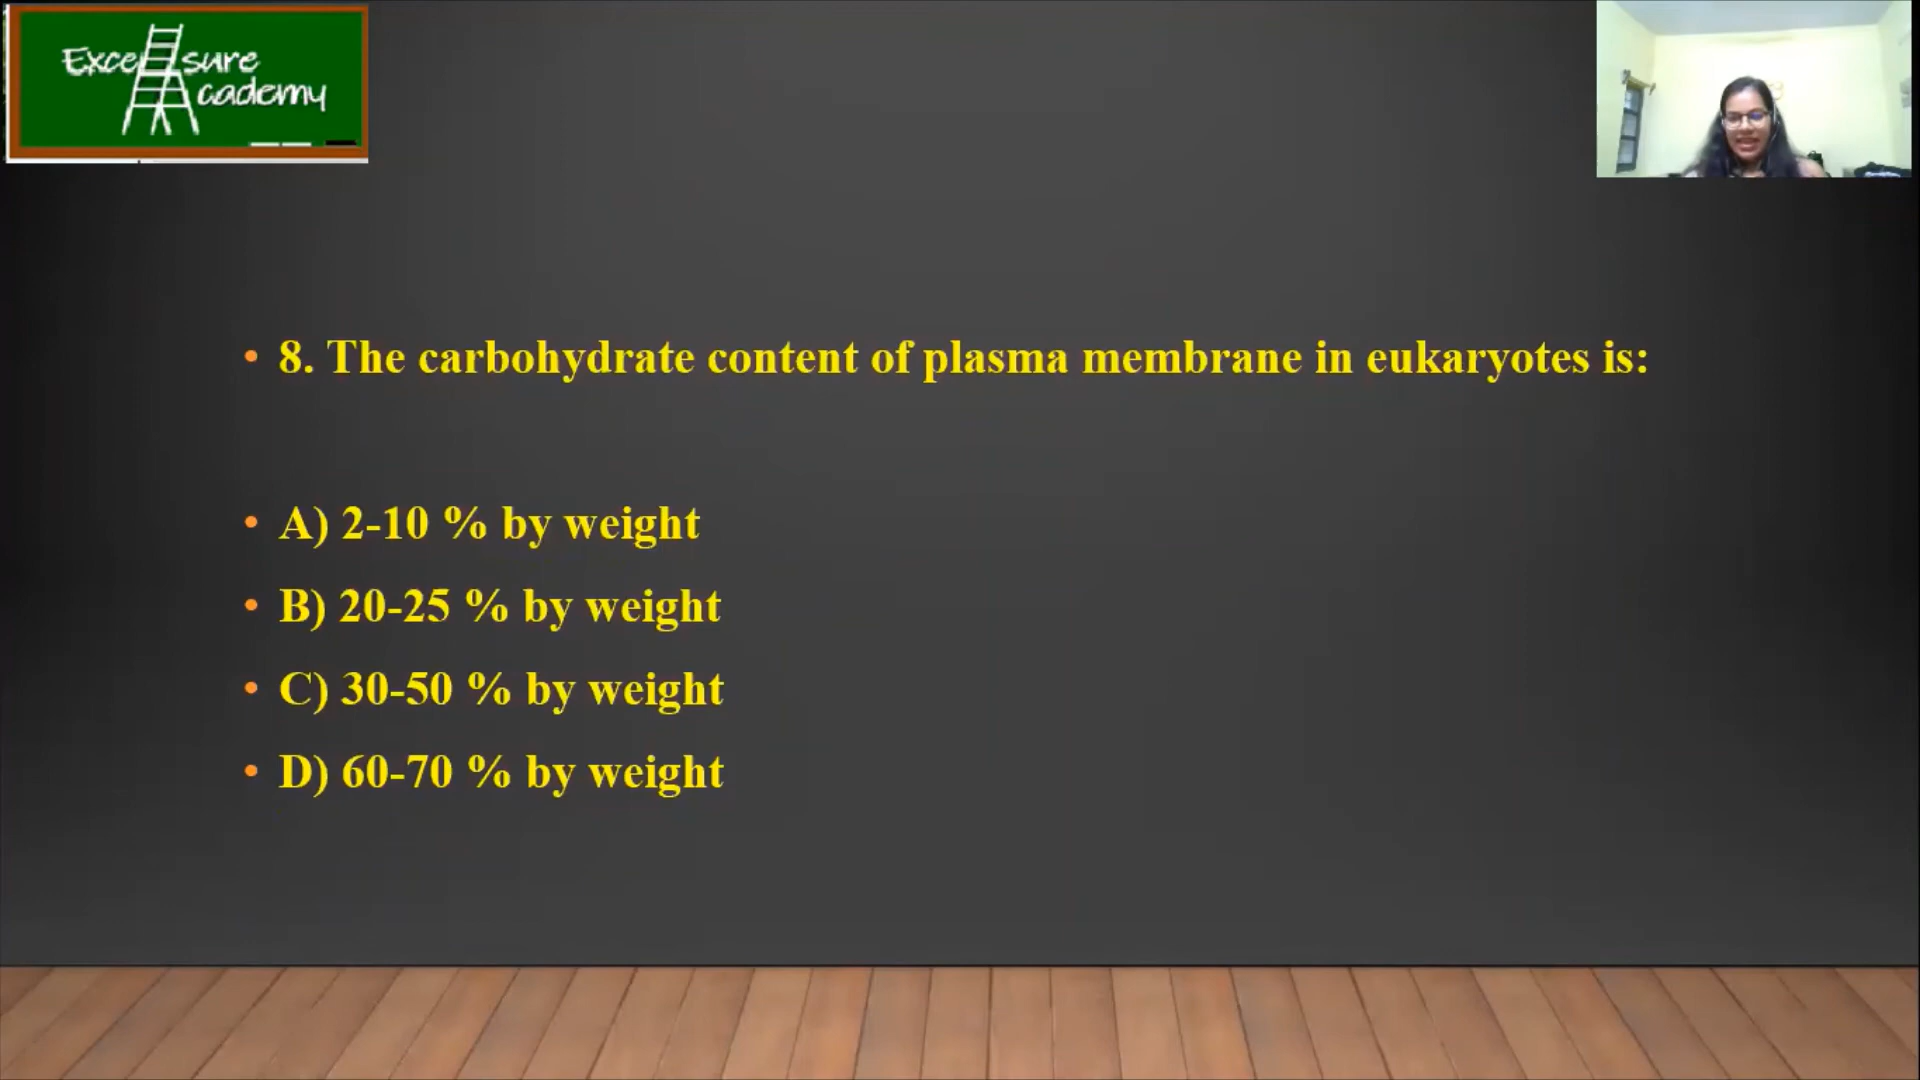 Excel sure
Academy
8. The carbohydrate content of plasma membrane in eukaryotes is:
A) 2-10 % by weight
B) 20-25 % by weight
C) 30-50 % by weight
D) 60-70 % by weight